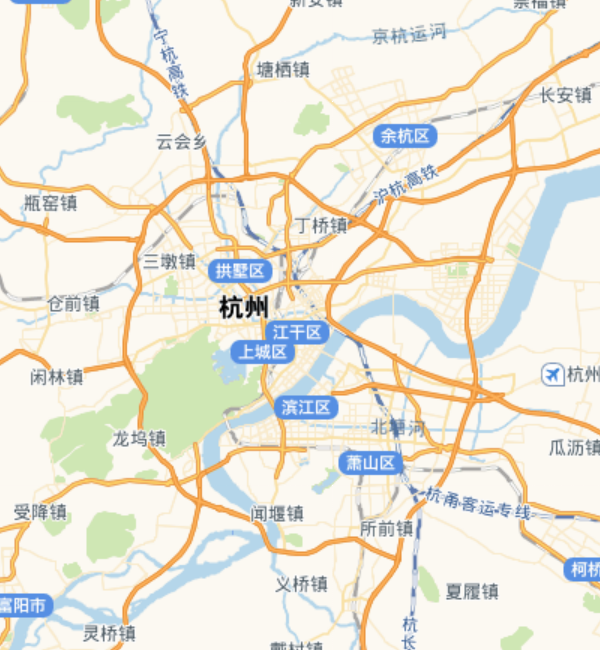 新安镇
崇福镇
宁杭高铁
京杭运河
塘栖镇
长安镇
余杭区
云会乡
沪杭高铁
瓶窑镇
丁桥镇
三墩镇
拱墅区
仓前镇
杭州
江干区
上城区
闲林镇
杭州
滨江区
北塘河
龙坞镇
瓜沥镇
萧山区
杭甬客运专线
受降镇
闻堰镇
所前镇
柯桥
义桥镇
夏履镇
富阳市
灵桥镇
杭长
戴村镇